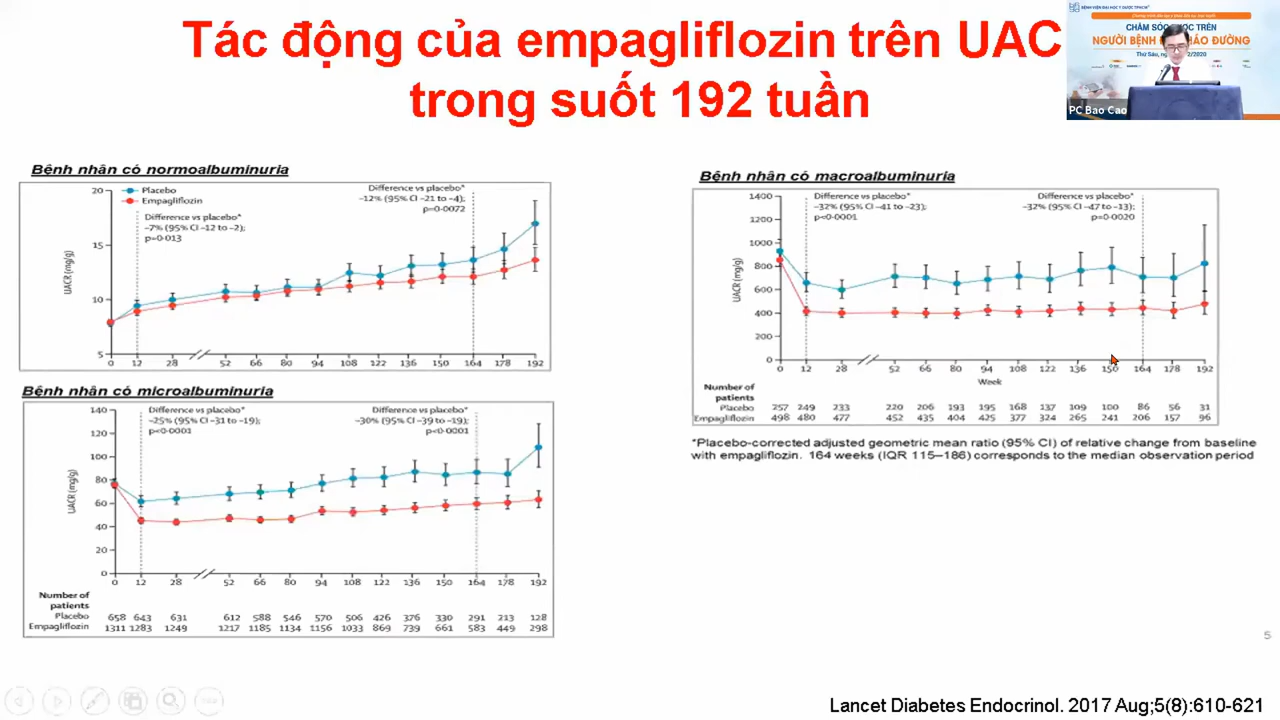 Tác động của empagliflozin trên UAC
trong suốt 192 tuần
BỆNH VIỆN ĐẠI HỌC Y DƯỢC TPHCM
CHĂM SÓC DƯỢC TRÊN
NGƯỜI BỆNH ĐÁI THÁO ĐƯỜNG
PC Bao Cao
Bệnh nhân có normoalbuminuria
Placebo
Empagliflozin
Difference vs placebo*
–7% (95% CI –12 to –2);
p=0·013
Difference vs placebo*
–12% (95% CI –21 to –4);
p=0·0072
UACR (mg/g)
20
15
10
5
0 12 28 52 66 80 94 108 122 136 150 164 178 192
Bệnh nhân có microalbuminuria
Difference vs placebo*
–25% (95% CI –31 to –19);
p<0·0001
Difference vs placebo*
–30% (95% CI –39 to –19);
p<0·0001
UACR (mg/g)
140
120
100
80
60
40
20
0
0 12 28 52 66 80 94 108 122 136 150 164 178 192
Number of
patients
Placebo 658 643 631 612 588 546 570 506 426 376 330 291 213 128
Empagliflozin 1311 1283 1249 1217 1185 1134 1156 1033 869 739 661 583 449 298
Bệnh nhân có macroalbuminuria
Difference vs placebo*
–32% (95% CI –41 to –23);
p<0·0001
Difference vs placebo*
–32% (95% CI –47 to –13);
p=0·0020
UACR (mg/g)
1400
1200
1000
800
600
400
200
0
0 12 28 52 66 80 94 108 122 136 150 164 178 192
Week
Number of
patients
Placebo 257 249 233 220 206 193 195 168 137 109 100 86 56 31
Empagliflozin 498 480 477 452 435 404 425 377 324 265 241 206 157 96
*Placebo-corrected adjusted geometric mean ratio (95% CI) of relative change from baseline
with empagliflozin. 164 weeks (IQR 115–186) corresponds to the median observation period
5
Lancet Diabetes Endocrinol. 2017 Aug;5(8):610-621